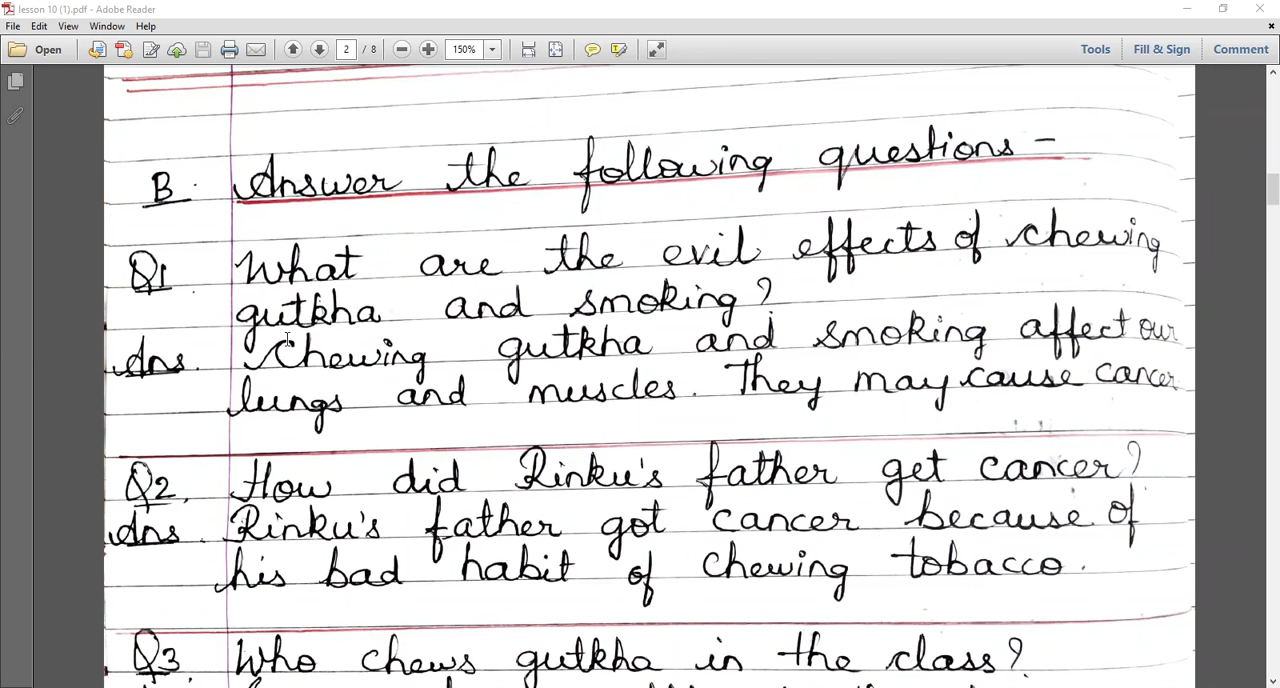 lesson 10 (1).pdf - Adobe Reader
File Edit View Window Help
Open 2 / 8 150% Tools Fill & Sign Comment
B. Answer the following questions -
Q1 What are the evil effects of chewing
gutkha and smoking?
Ans. Chewing gutkha and smoking affect our
lungs and muscles. They may cause cancer
Q2. How did Rinku's father get cancer?
Ans. Rinku's father got cancer because of
his bad habit of chewing tobacco.
Q3. Who chews gutkha in the class?